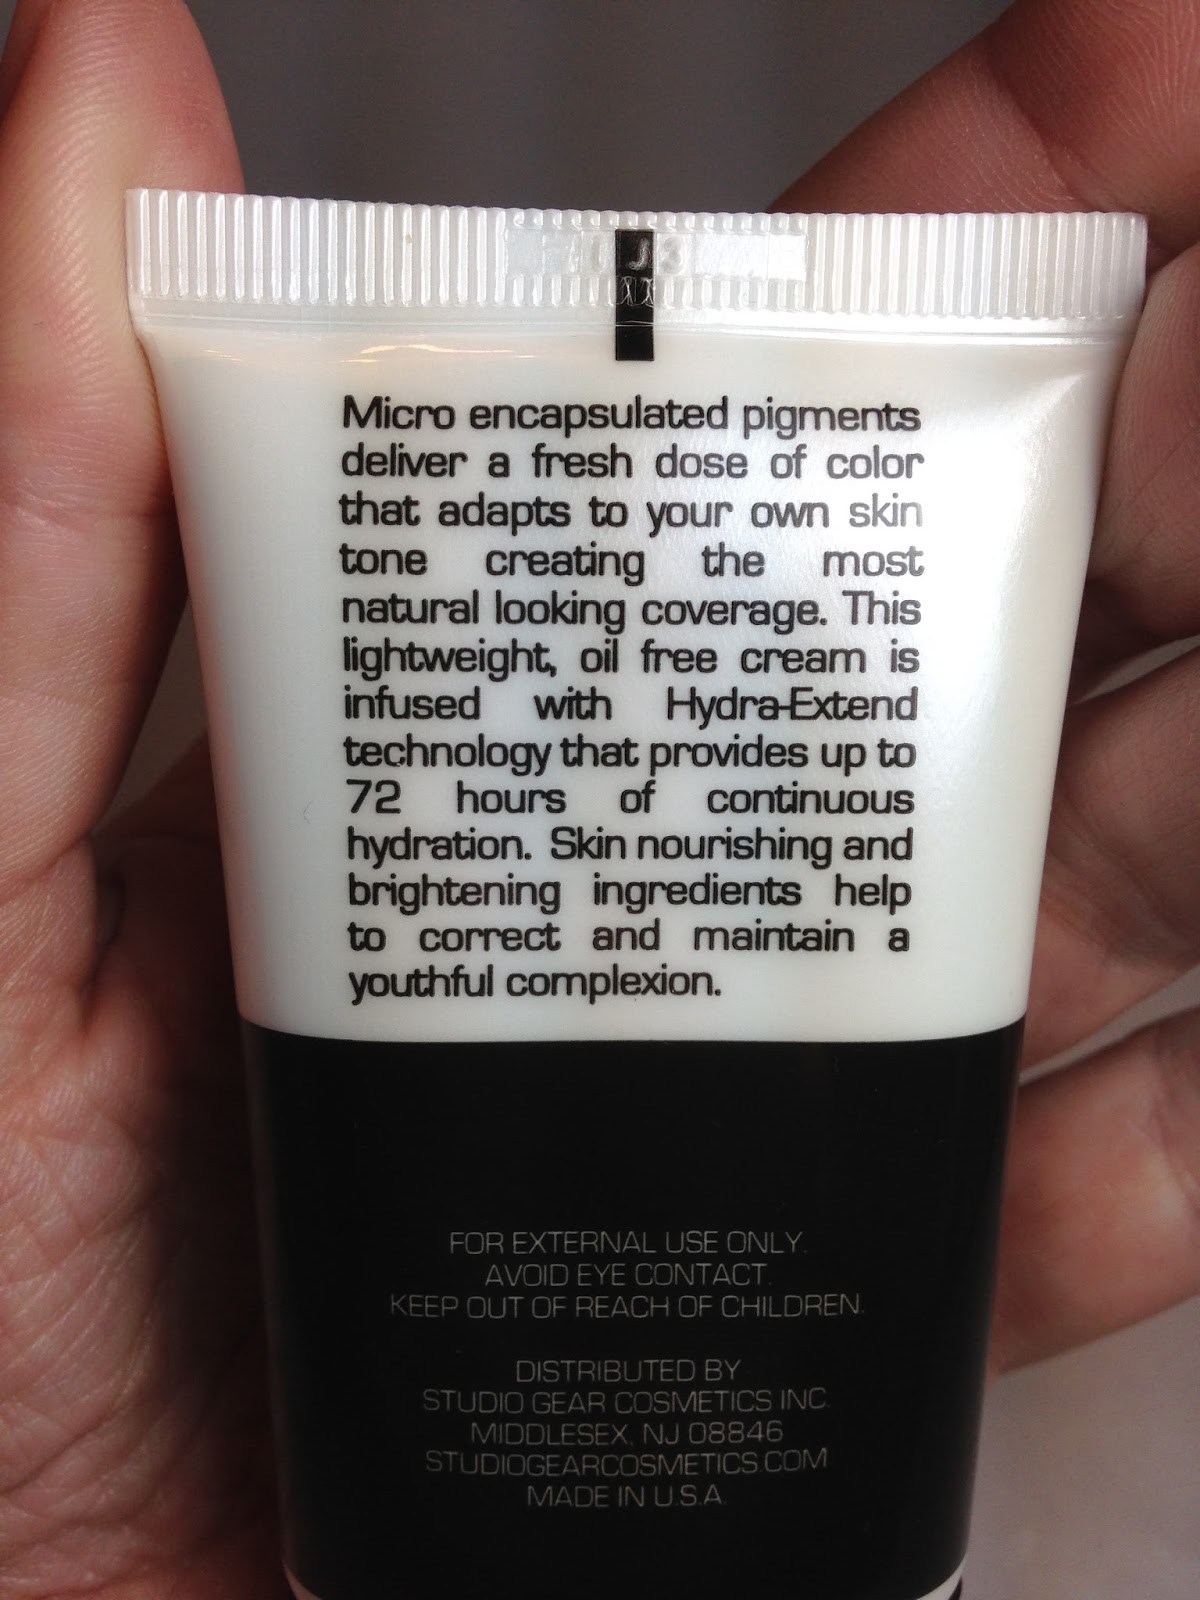 Micro encapsulated pigments
deliver a fresh dose of color
that adapts to your own skin
tone creating the most
natural looking coverage. This
lightweight, oil free cream is
infused with Hydra-Extend
technology that provides up to
72 hours of continuous
hydration. Skin nourishing and
brightening ingredients help
to correct and maintain a
youthful complexion.
FOR EXTERNAL USE ONLY.
AVOID EYE CONTACT.
KEEP OUT OF REACH OF CHILDREN.
DISTRIBUTED BY
STUDIO GEAR COSMETICS INC.
MIDDLESEX, NJ 08846
STUDIOGEARCOSMETICS.COM
MADE IN U.S.A.